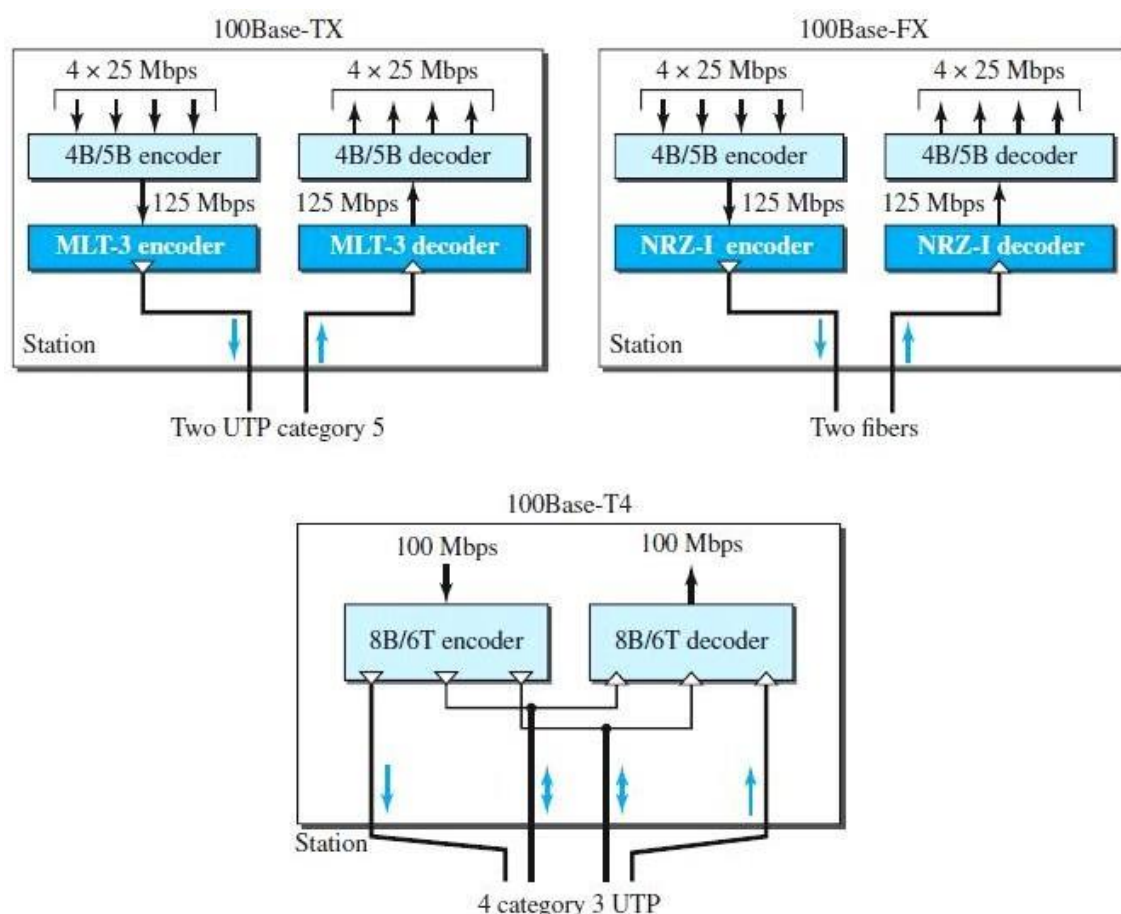 100Base-TX
4 × 25 Mbps
4 × 25 Mbps
4B/5B encoder
4B/5B decoder
125 Mbps
125 Mbps
MLT-3 encoder
MLT-3 decoder
Station
Two UTP category 5
100Base-FX
4 × 25 Mbps
4 × 25 Mbps
4B/5B encoder
4B/5B decoder
125 Mbps
125 Mbps
NRZ-I encoder
NRZ-I decoder
Station
Two fibers
100Base-T4
100 Mbps
100 Mbps
8B/6T encoder
8B/6T decoder
Station
4 category 3 UTP